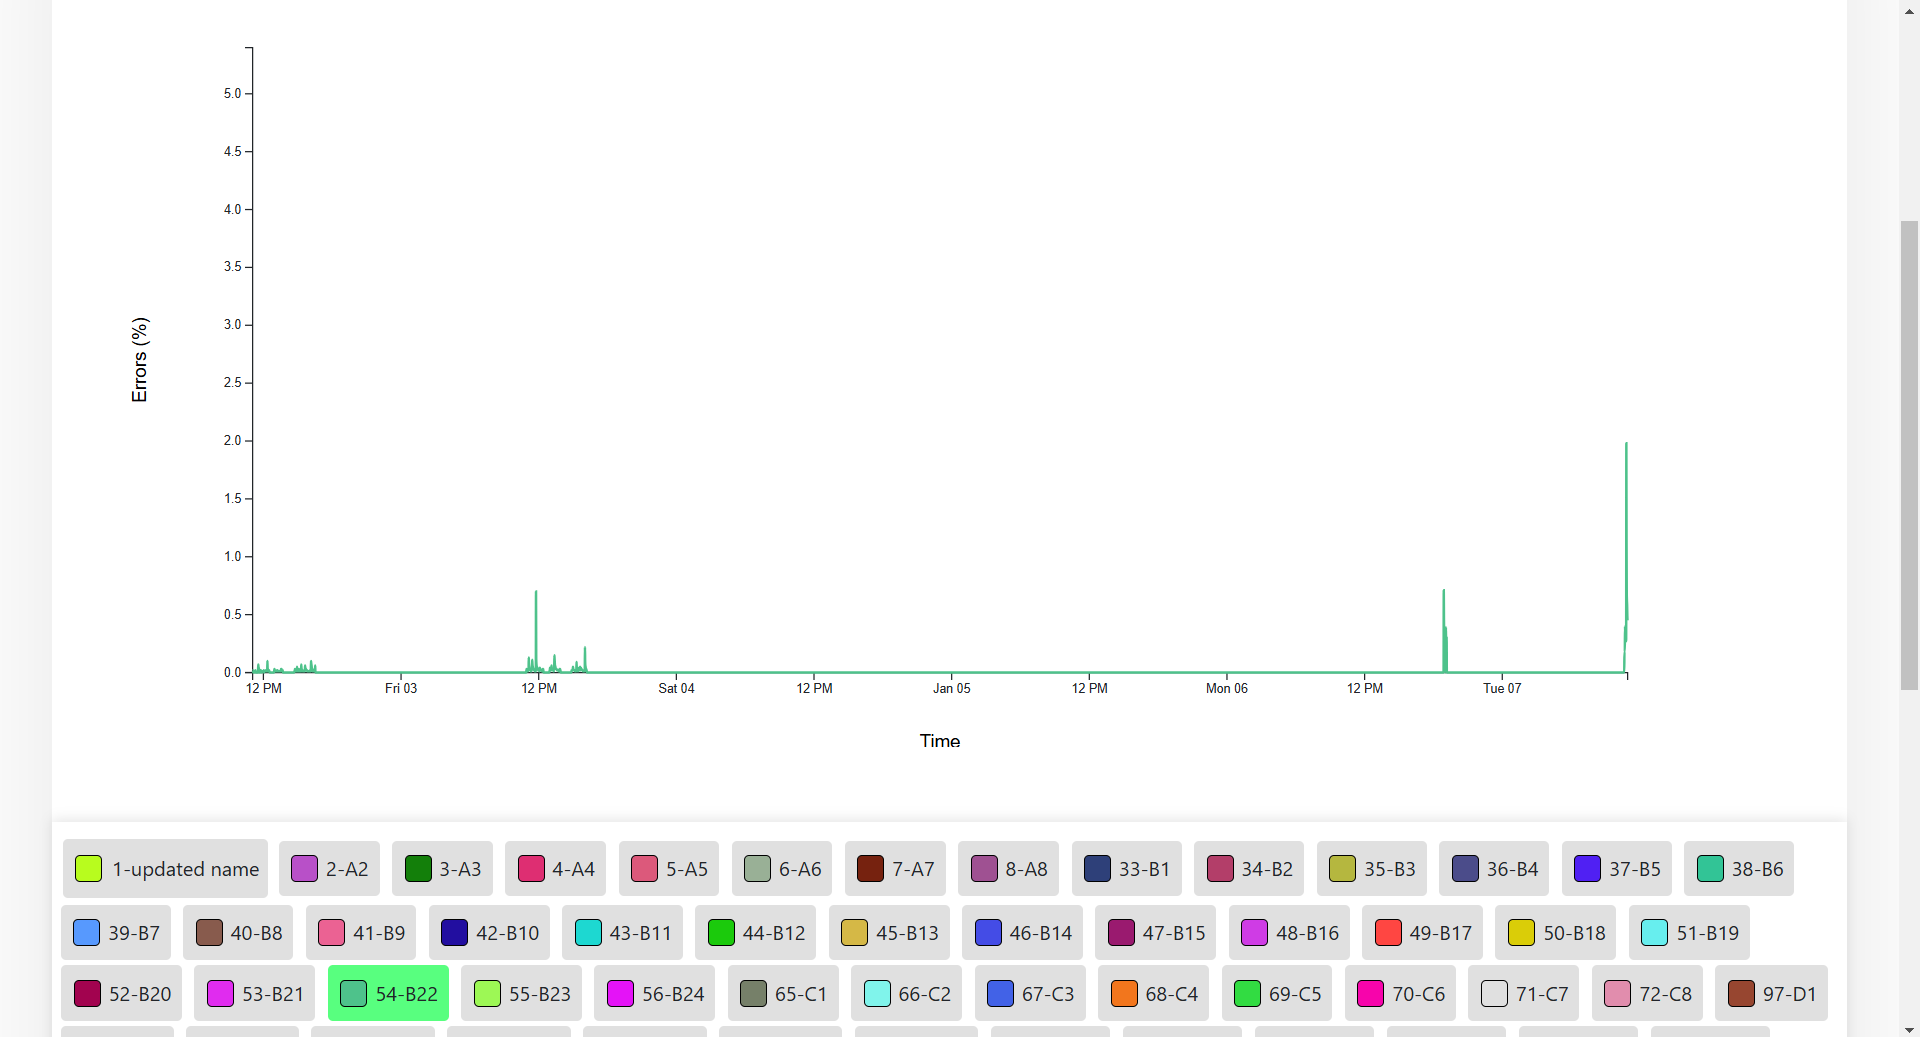 5.0
4.5
4.0
3.5
3.0
2.5
2.0
1.5
1.0
0.5
0.0
Errors (%)
12 PM Fri 03 12 PM Sat 04 12 PM Jan 05 12 PM Mon 06 12 PM Tue 07
Time
1-updated name 2-A2 3-A3 4-A4 5-A5 6-A6 7-A7 8-A8 33-B1 34-B2 35-B3 36-B4 37-B5 38-B6
39-B7 40-B8 41-B9 42-B10 43-B11 44-B12 45-B13 46-B14 47-B15 48-B16 49-B17 50-B18 51-B19
52-B20 53-B21 54-B22 55-B23 56-B24 65-C1 66-C2 67-C3 68-C4 69-C5 70-C6 71-C7 72-C8 97-D1